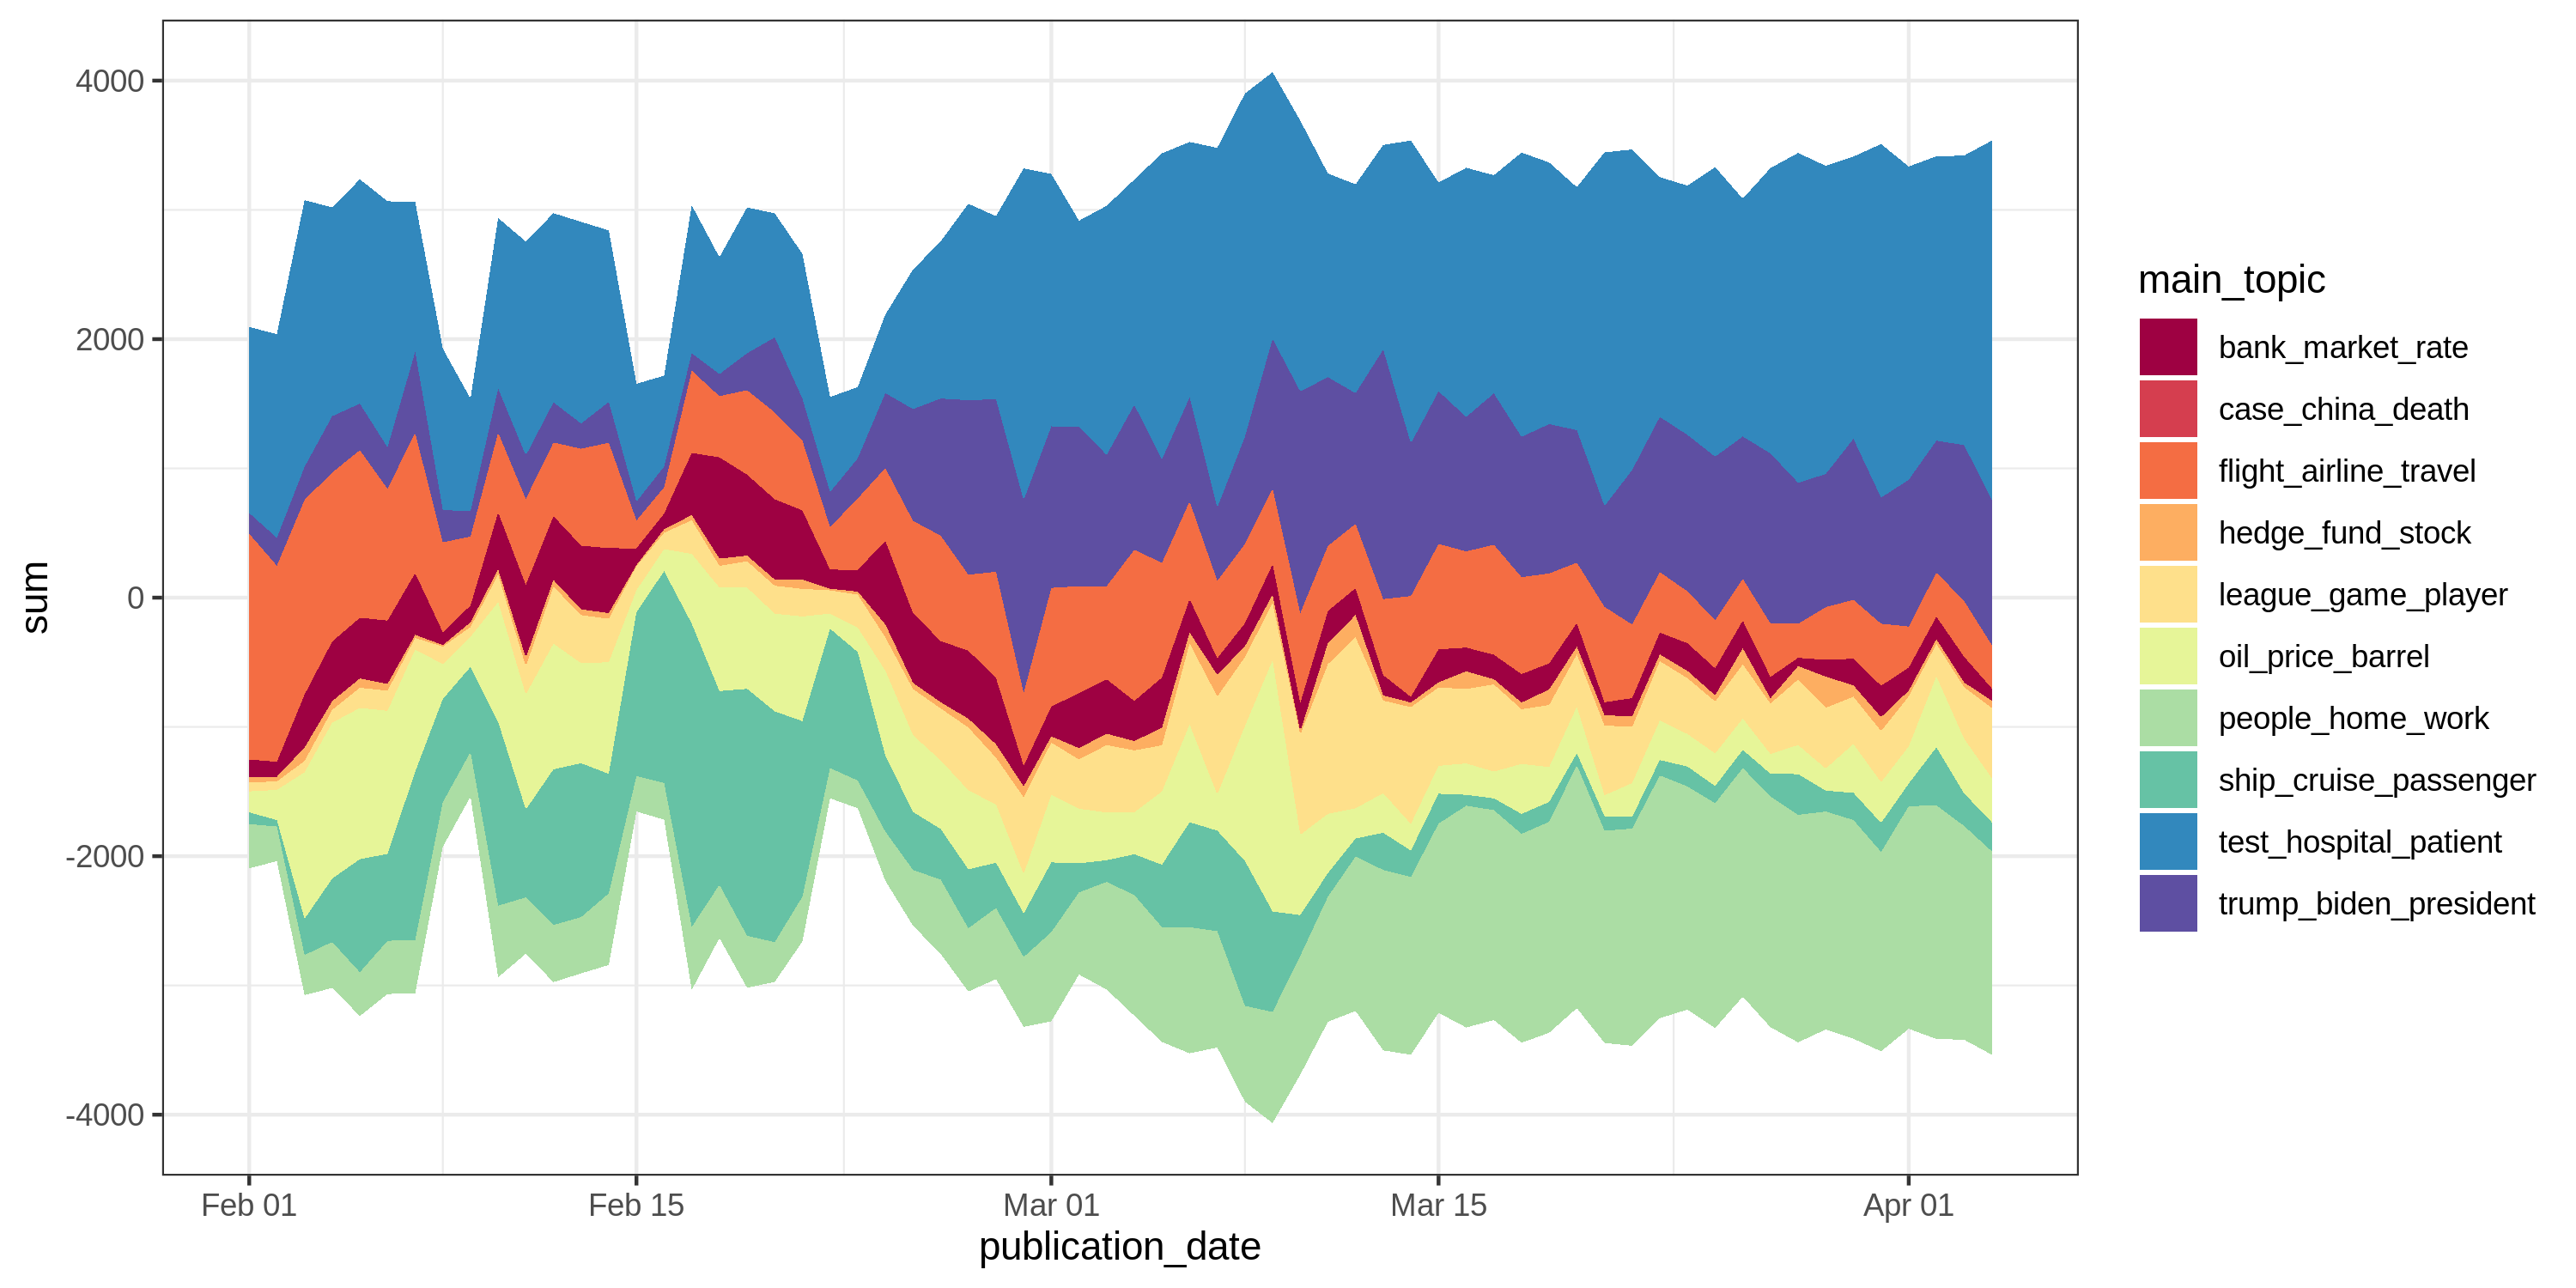 4000
2000
0
-2000
-4000
sum
Feb 01
Feb 15
Mar 01
Mar 15
Apr 01
publication_date
main_topic
bank_market_rate
case_china_death
flight_airline_travel
hedge_fund_stock
league_game_player
oil_price_barrel
people_home_work
ship_cruise_passenger
test_hospital_patient
trump_biden_president